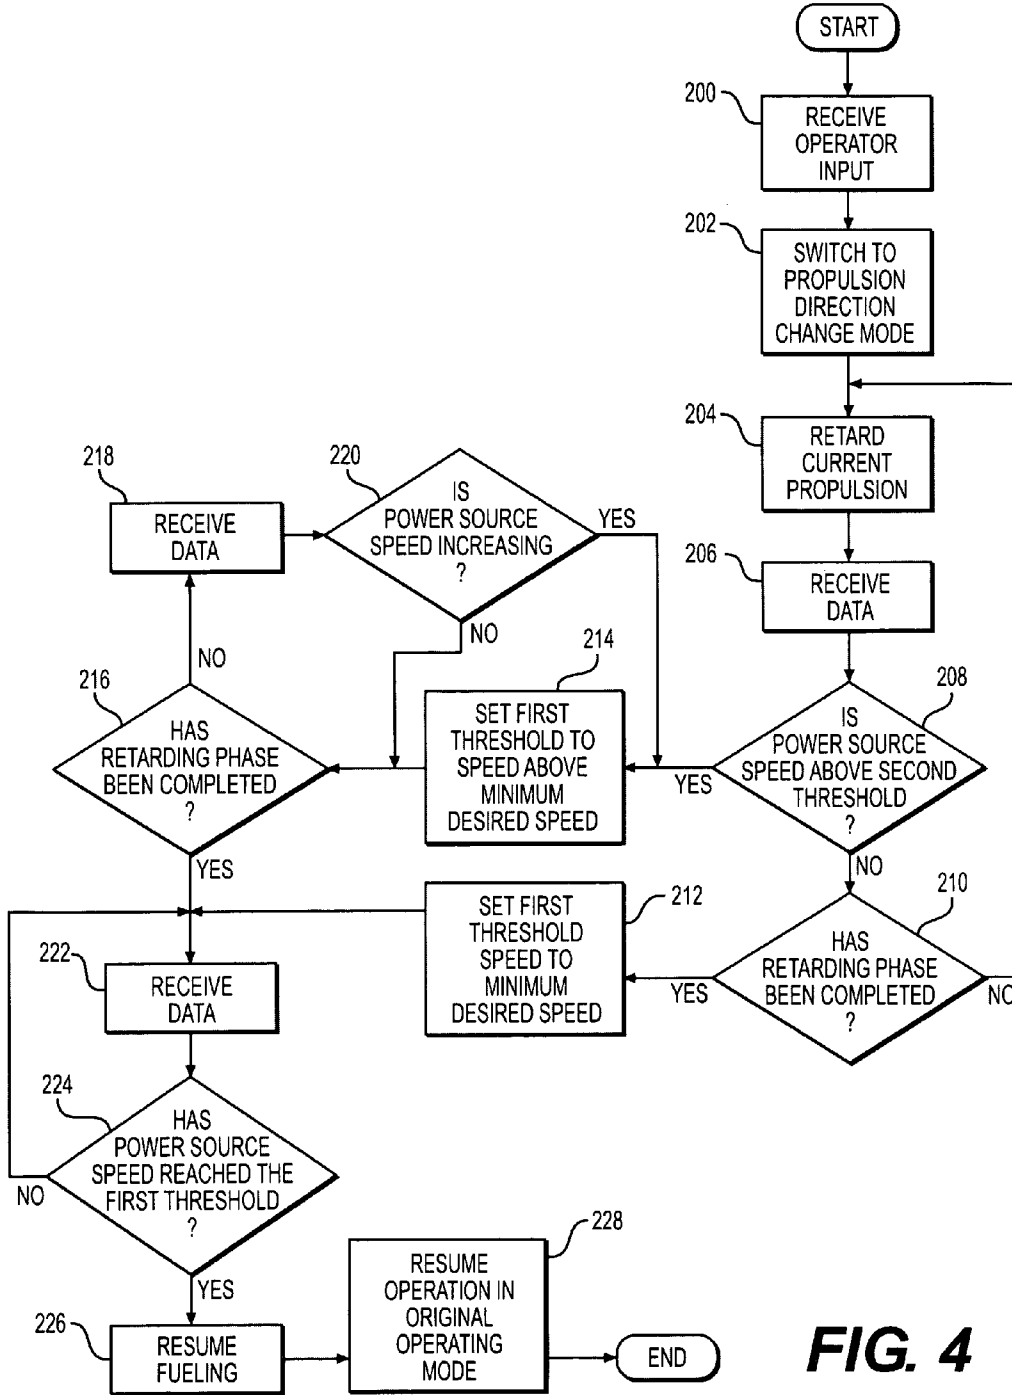 START
200
RECEIVE
OPERATOR
INPUT
202
SWITCH TO
PROPULSION
DIRECTION
CHANGE MODE
204
RETARD
CURRENT
PROPULSION
206
RECEIVE
DATA
208
IS
POWER SOURCE
SPEED ABOVE SECOND
THRESHOLD
?
YES
NO
210
HAS
RETARDING PHASE
BEEN COMPLETED
?
YES
NO
212
SET FIRST
THRESHOLD
SPEED TO
MINIMUM
DESIRED SPEED
214
SET FIRST
THRESHOLD TO
SPEED ABOVE
MINIMUM
DESIRED SPEED
216
HAS
RETARDING PHASE
BEEN COMPLETED
?
NO
YES
218
RECEIVE
DATA
220
IS
POWER SOURCE
SPEED INCREASING
?
YES
NO
222
RECEIVE
DATA
224
HAS
POWER SOURCE
SPEED REACHED THE
FIRST THRESHOLD
?
NO
YES
226
RESUME
FUELING
228
RESUME
OPERATION IN
ORIGINAL
OPERATING
MODE
END
FIG. 4